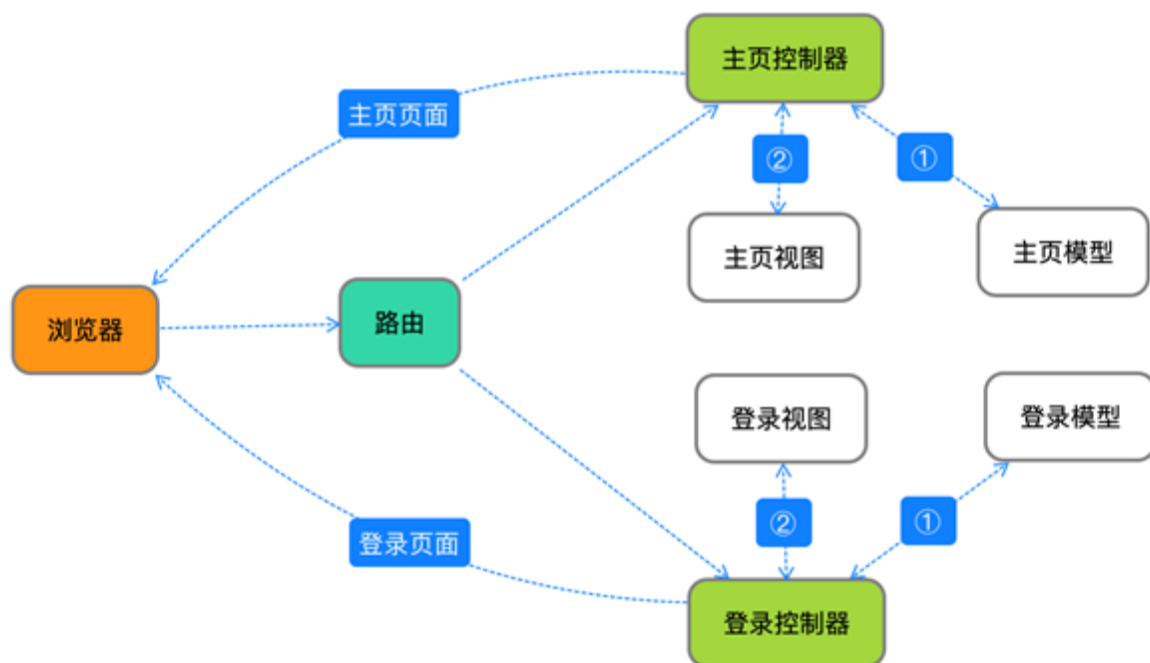 主页控制器
主页页面
②
①
主页视图
主页模型
浏览器
路由
登录视图
登录模型
②
①
登录页面
登录控制器